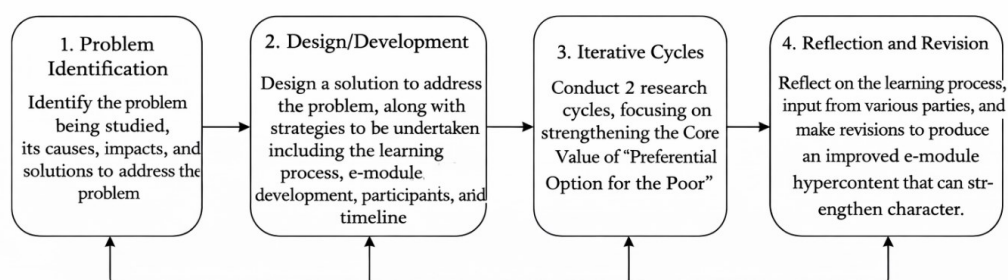 1. Problem
Identification
Identify the problem
being studied,
its causes, impacts, and
solutions to address the
problem
2. Design/Development
Design a solution to address
the problem, along with
strategies to be undertaken
including the learning
process, e-module
development, participants, and
timeline
3. Iterative Cycles
Conduct 2 research
cycles, focusing on
strengthening the Core
Value of “Preferential
Option for the Poor”
4. Reflection and Revision
Reflect on the learning process,
input from various parties, and
make revisions to produce
an improved e-module
hypercontent that can str-
engthen character.